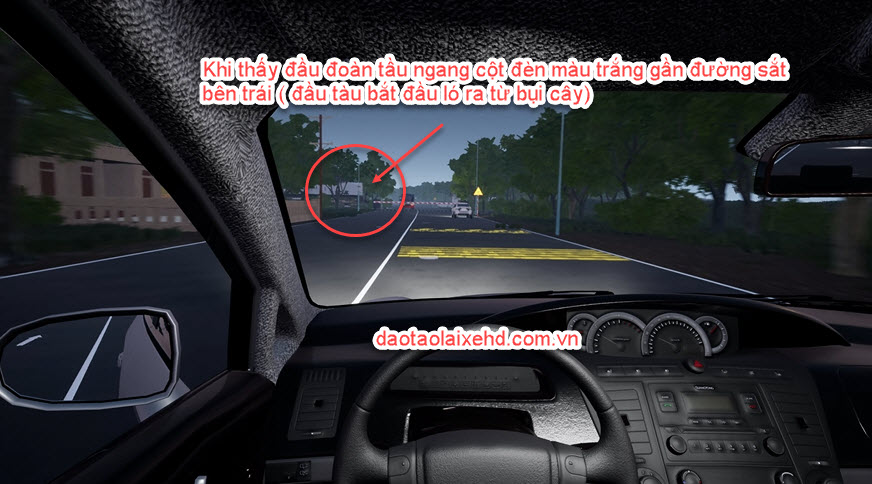 Khi thấy đầu đoàn tầu ngang cột đèn màu trắng gần đường sắt
bên trái ( đầu tàu bắt đầu ló ra từ bụi cây)
daotaolaixehd.com.vn